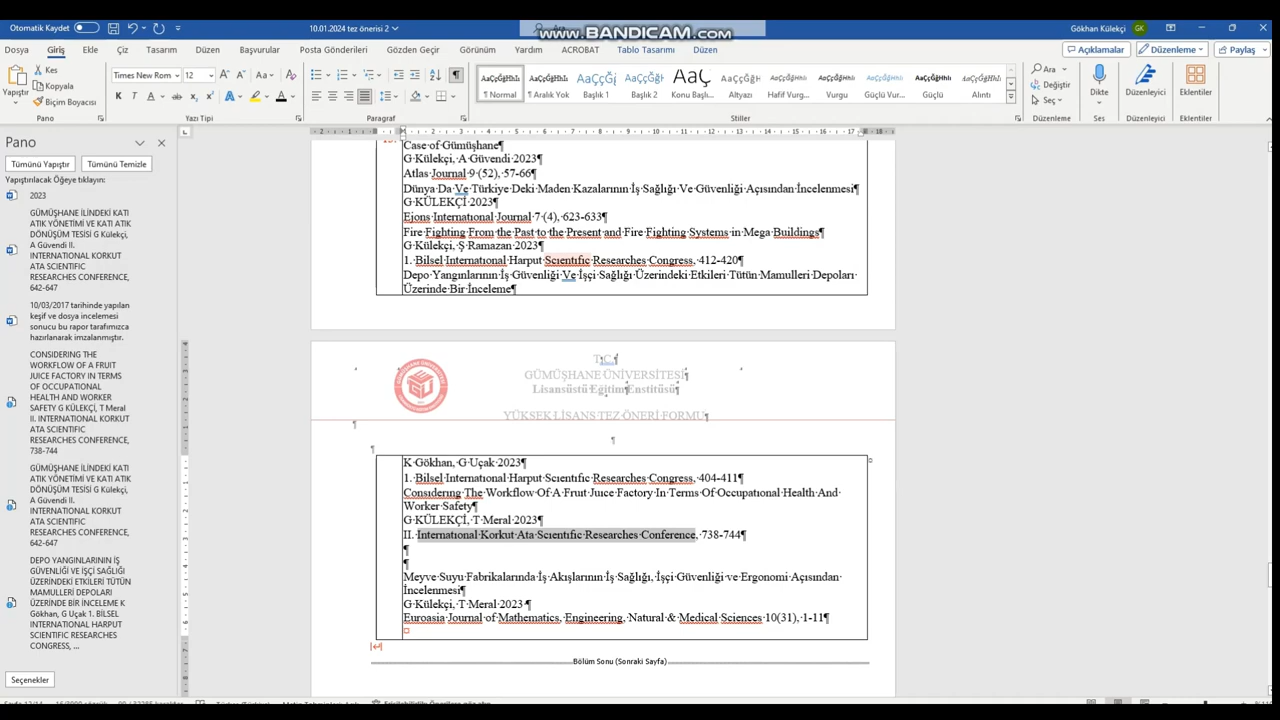 Otomatik Kaydet
10.01.2024 tez önerisi 2
Ara
www.BANDICAM.com
Gökhan Külekçi
GK
Dosya
Giriş
Ekle
Çiz
Tasarım
Düzen
Başvurular
Posta Gönderileri
Gözden Geçir
Görünüm
Yardım
ACROBAT
Tablo Tasarımı
Düzen
Açıklamalar
Düzenleme
Paylaş
Yapıştır
Kes
Kopyala
Biçim Boyacısı
Times New Rom
12
Pano
Yazı Tipi
Paragraf
AaÇçĞğHhIıİ
¶ Normal
¶ Aralık Yok
Başlık 1
Başlık 2
Konu Başlı...
Altyazı
Hafif Vurg...
Vurgu
Güçlü Vur...
Güçlü
Alıntı
Stiller
Ara
Değiştir
Seç
Düzenleme
Dikte
Ses
Düzenleyici
Düzenleyici
Eklentiler
Eklentiler
Pano
Tümünü Yapıştır
Tümünü Temizle
Yapıştırılacak Öğeye tıklayın:
2023
GÜMÜŞHANE İLİNDEKİ KATI
ATIK YÖNETİMİ VE KATI ATIK
DÖNÜŞÜM TESİSİ G Külekçi,
A Güvendi II.
INTERNATIONAL KORKUT
ATA SCIENTIFIC
RESEARCHES CONFERENCE,
642-647
10/03/2017 tarihinde yapılan
keşif ve dosya incelemesi
sonucu bu rapor tarafımızca
hazırlanarak imzalanmıştır.
CONSIDERING THE
WORKFLOW OF A FRUIT
JUICE FACTORY IN TERMS
OF OCCUPATIONAL
HEALTH AND WORKER
SAFETY G KÜLEKÇİ, T Meral
II. INTERNATIONAL KORKUT
ATA SCIENTIFIC
RESEARCHES CONFERENCE,
738-744
GÜMÜŞHANE İLİNDEKİ KATI
ATIK YÖNETİMİ VE KATI ATIK
DÖNÜŞÜM TESİSİ G Külekçi,
A Güvendi II.
INTERNATIONAL KORKUT
ATA SCIENTIFIC
RESEARCHES CONFERENCE,
642-647
DEPO YANGINLARININ İŞ
GÜVENLİĞİ VE İŞÇİ SAĞLIĞI
ÜZERİNDEKİ ETKİLERİ TÜTÜN
MAMULLERİ DEPOLARI
ÜZERİNDE BİR İNCELEME K
Gökhan, G Uçak 1. BİLSEL
INTERNATIONAL HARPUT
SCIENTIFIC RESEARCHES
CONGRESS, ...
Seçenekler
Case of Gümüşhane¶
G Külekçi, A Güvendi 2023¶
Atlas Journal 9 (52), 57-66¶
Dünya Da Ve Türkiye Deki Maden Kazalarının İş Sağlığı Ve Güvenliği Açısından İncelenmesi¶
G KÜLEKÇİ 2023¶
Ejons Internatıonal Journal 7 (4), 623-633¶
Fire Fighting From the Past to the Present and Fire Fighting Systems in Mega Buildings¶
G Külekçi, Ş Ramazan 2023¶
1. Bilsel Internatıonal Harput Scıentıfıc Researches Congress, 412-420¶
Depo Yangınlarının İş Güvenliği Ve İşçi Sağlığı Üzerindeki Etkileri Tütün Mamulleri Depoları
Üzerinde Bir İnceleme¶
T.C.¶
GÜMÜŞHANE ÜNİVERSİTESİ¶
Lisansüstü Eğitim Enstitüsü¶
YÜKSEK LİSANS TEZ ÖNERİ FORMU¶
K Gökhan, G Uçak 2023¶
1. Bilsel Internatıonal Harput Scıentıfıc Researches Congress, 404-411¶
Consıderıng The Workflow Of A Fruıt Juıce Factory In Terms Of Occupatıonal Health And
Worker Safety¶
G KÜLEKÇİ, T Meral 2023¶
II. Internatıonal Korkut Ata Scıentıfıc Researches Conference, 738-744¶
¶
¶
Meyve Suyu Fabrikalarında İş Akışlarının İş Sağlığı, İşçi Güvenliği ve Ergonomi Açısından
İncelenmesi¶
G Külekçi, T Meral 2023 ¶
Euroasia Journal of Mathematics, Engineering, Natural & Medical Sciences 10(31), 1-11¶
Bölüm Sonu (Sonraki Sayfa)